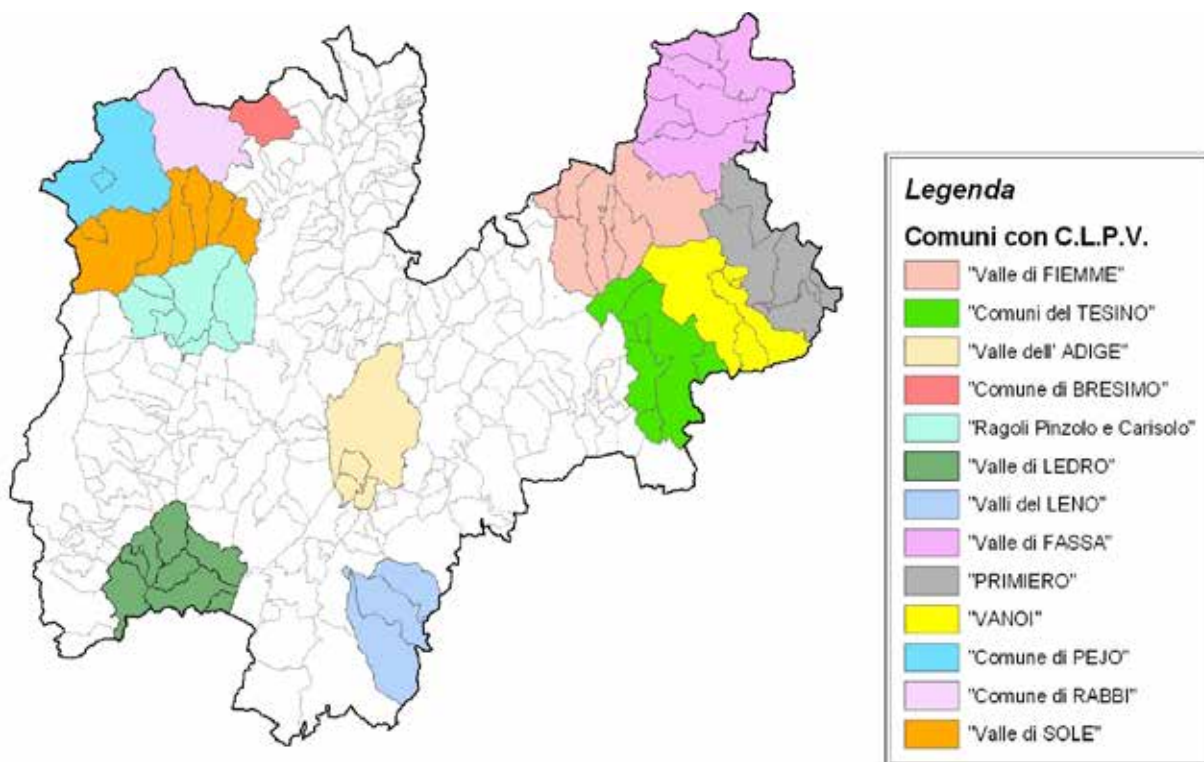 Legenda
Comuni con C.L.P.V.
"Valle di FIEMME"
"Comuni del TESINO"
"Valle dell' ADIGE"
"Comune di BRESIMO"
"Ragoli Pinzolo e Carisolo"
"Valle di LEDRO"
"Valli del LENO"
"Valle di FASSA"
"PRIMIERO"
"VANOI"
"Comune di PEJO"
"Comune di RABBI"
"Valle di SOLE"